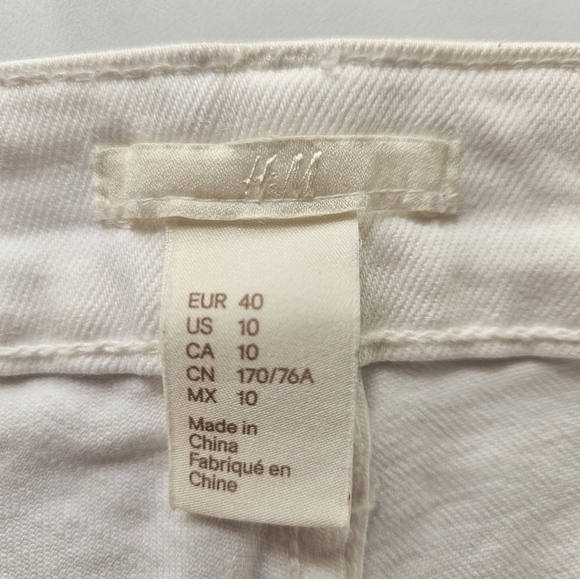 H&M
EUR 40
US 10
CA 10
CN 170/76A
MX 10
Made in
China
Fabriqué en
Chine